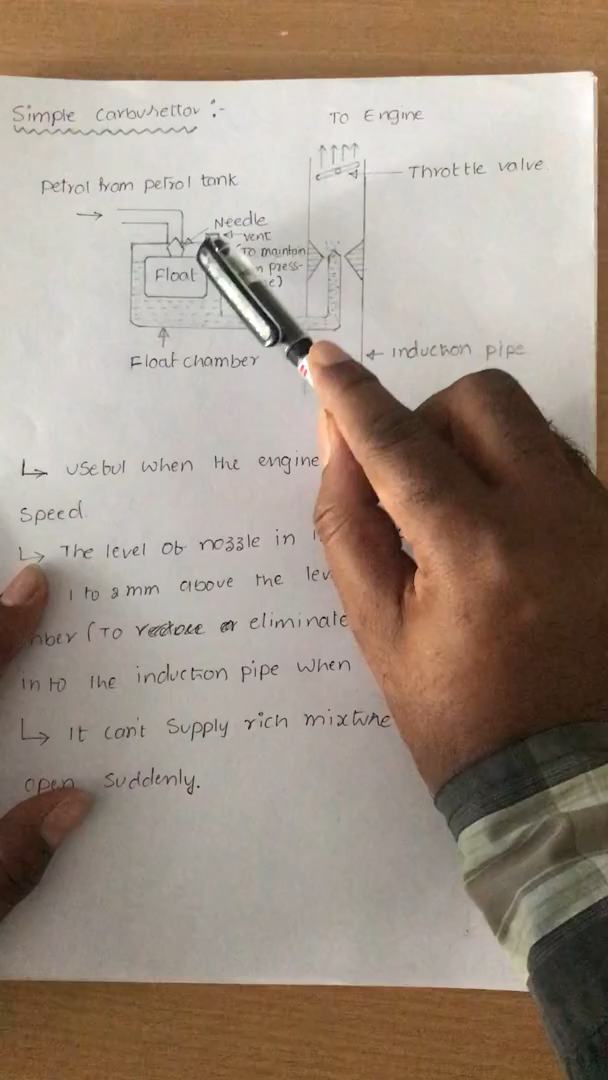 Simple carburettor :-
To Engine
Throttle valve.
Petrol from petrol tank
Needle
vent
(To maintain
n press-
e)
Float
Float chamber
induction pipe
↳ useful when the engine
speed.
↳ The level of nozzle in
1 to 2mm above the lev
mber (To reduce or eliminate
in to the induction pipe when
↳ It can't supply rich mixture
open suddenly.